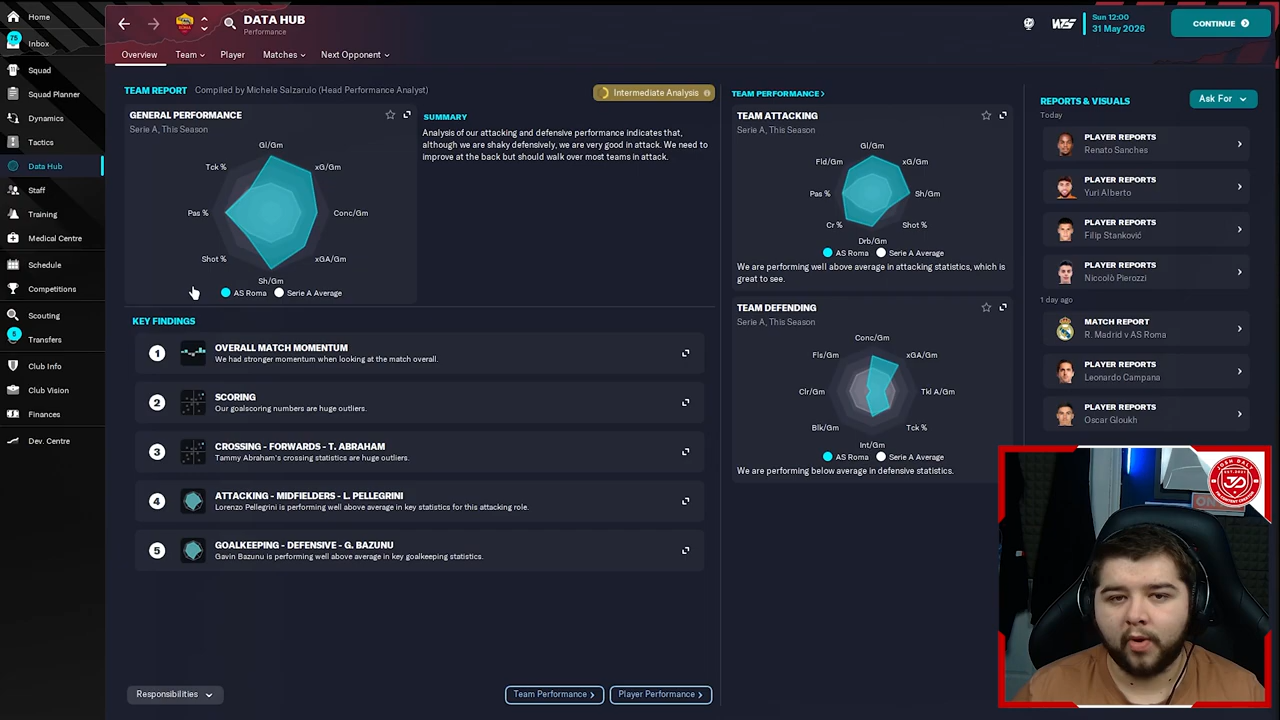 Home
75
Inbox
Squad
Squad Planner
Dynamics
Tactics
Data Hub
Staff
Training
Medical Centre
Schedule
Competitions
Scouting
5
Transfers
Club Info
Club Vision
Finances
Dev. Centre
DATA HUB
Performance
Sun 12:00
31 May 2026
CONTINUE
Overview
Team
Player
Matches
Next Opponent
TEAM REPORT Compiled by Michele Salzarulo (Head Performance Analyst)
Intermediate Analysis
GENERAL PERFORMANCE
Serie A, This Season
Gl/Gm
xG/Gm
Conc/Gm
xGA/Gm
Sh/Gm
Shot %
Pas %
Tck %
AS Roma
Serie A Average
SUMMARY
Analysis of our attacking and defensive performance indicates that,
although we are shaky defensively, we are very good in attack. We need to
improve at the back but should walk over most teams in attack.
KEY FINDINGS
1
OVERALL MATCH MOMENTUM
We had stronger momentum when looking at the match overall.
2
SCORING
Our goalscoring numbers are huge outliers.
3
CROSSING - FORWARDS - T. ABRAHAM
Tammy Abraham's crossing statistics are huge outliers.
4
ATTACKING - MIDFIELDERS - L. PELLEGRINI
Lorenzo Pellegrini is performing well above average in key statistics for this attacking role.
5
GOALKEEPING - DEFENSIVE - G. BAZUNU
Gavin Bazunu is performing well above average in key goalkeeping statistics.
Responsibilities
Team Performance
Player Performance
TEAM PERFORMANCE
TEAM ATTACKING
Serie A, This Season
Gl/Gm
xG/Gm
Sh/Gm
Shot %
Drb/Gm
Cr %
Pas %
Fld/Gm
AS Roma
Serie A Average
We are performing well above average in attacking statistics, which is
great to see.
TEAM DEFENDING
Serie A, This Season
Conc/Gm
xGA/Gm
Tkl A/Gm
Tck %
Int/Gm
Blk/Gm
Clr/Gm
Fls/Gm
AS Roma
Serie A Average
We are performing below average in defensive statistics.
REPORTS & VISUALS
Ask For
Today
PLAYER REPORTS
Renato Sanches
PLAYER REPORTS
Yuri Alberto
PLAYER REPORTS
Filip Stanković
PLAYER REPORTS
Niccolò Pierozzi
1 day ago
MATCH REPORT
R. Madrid v AS Roma
PLAYER REPORTS
Leonardo Campana
PLAYER REPORTS
Oscar Gloukh
JOSH DALY
JD